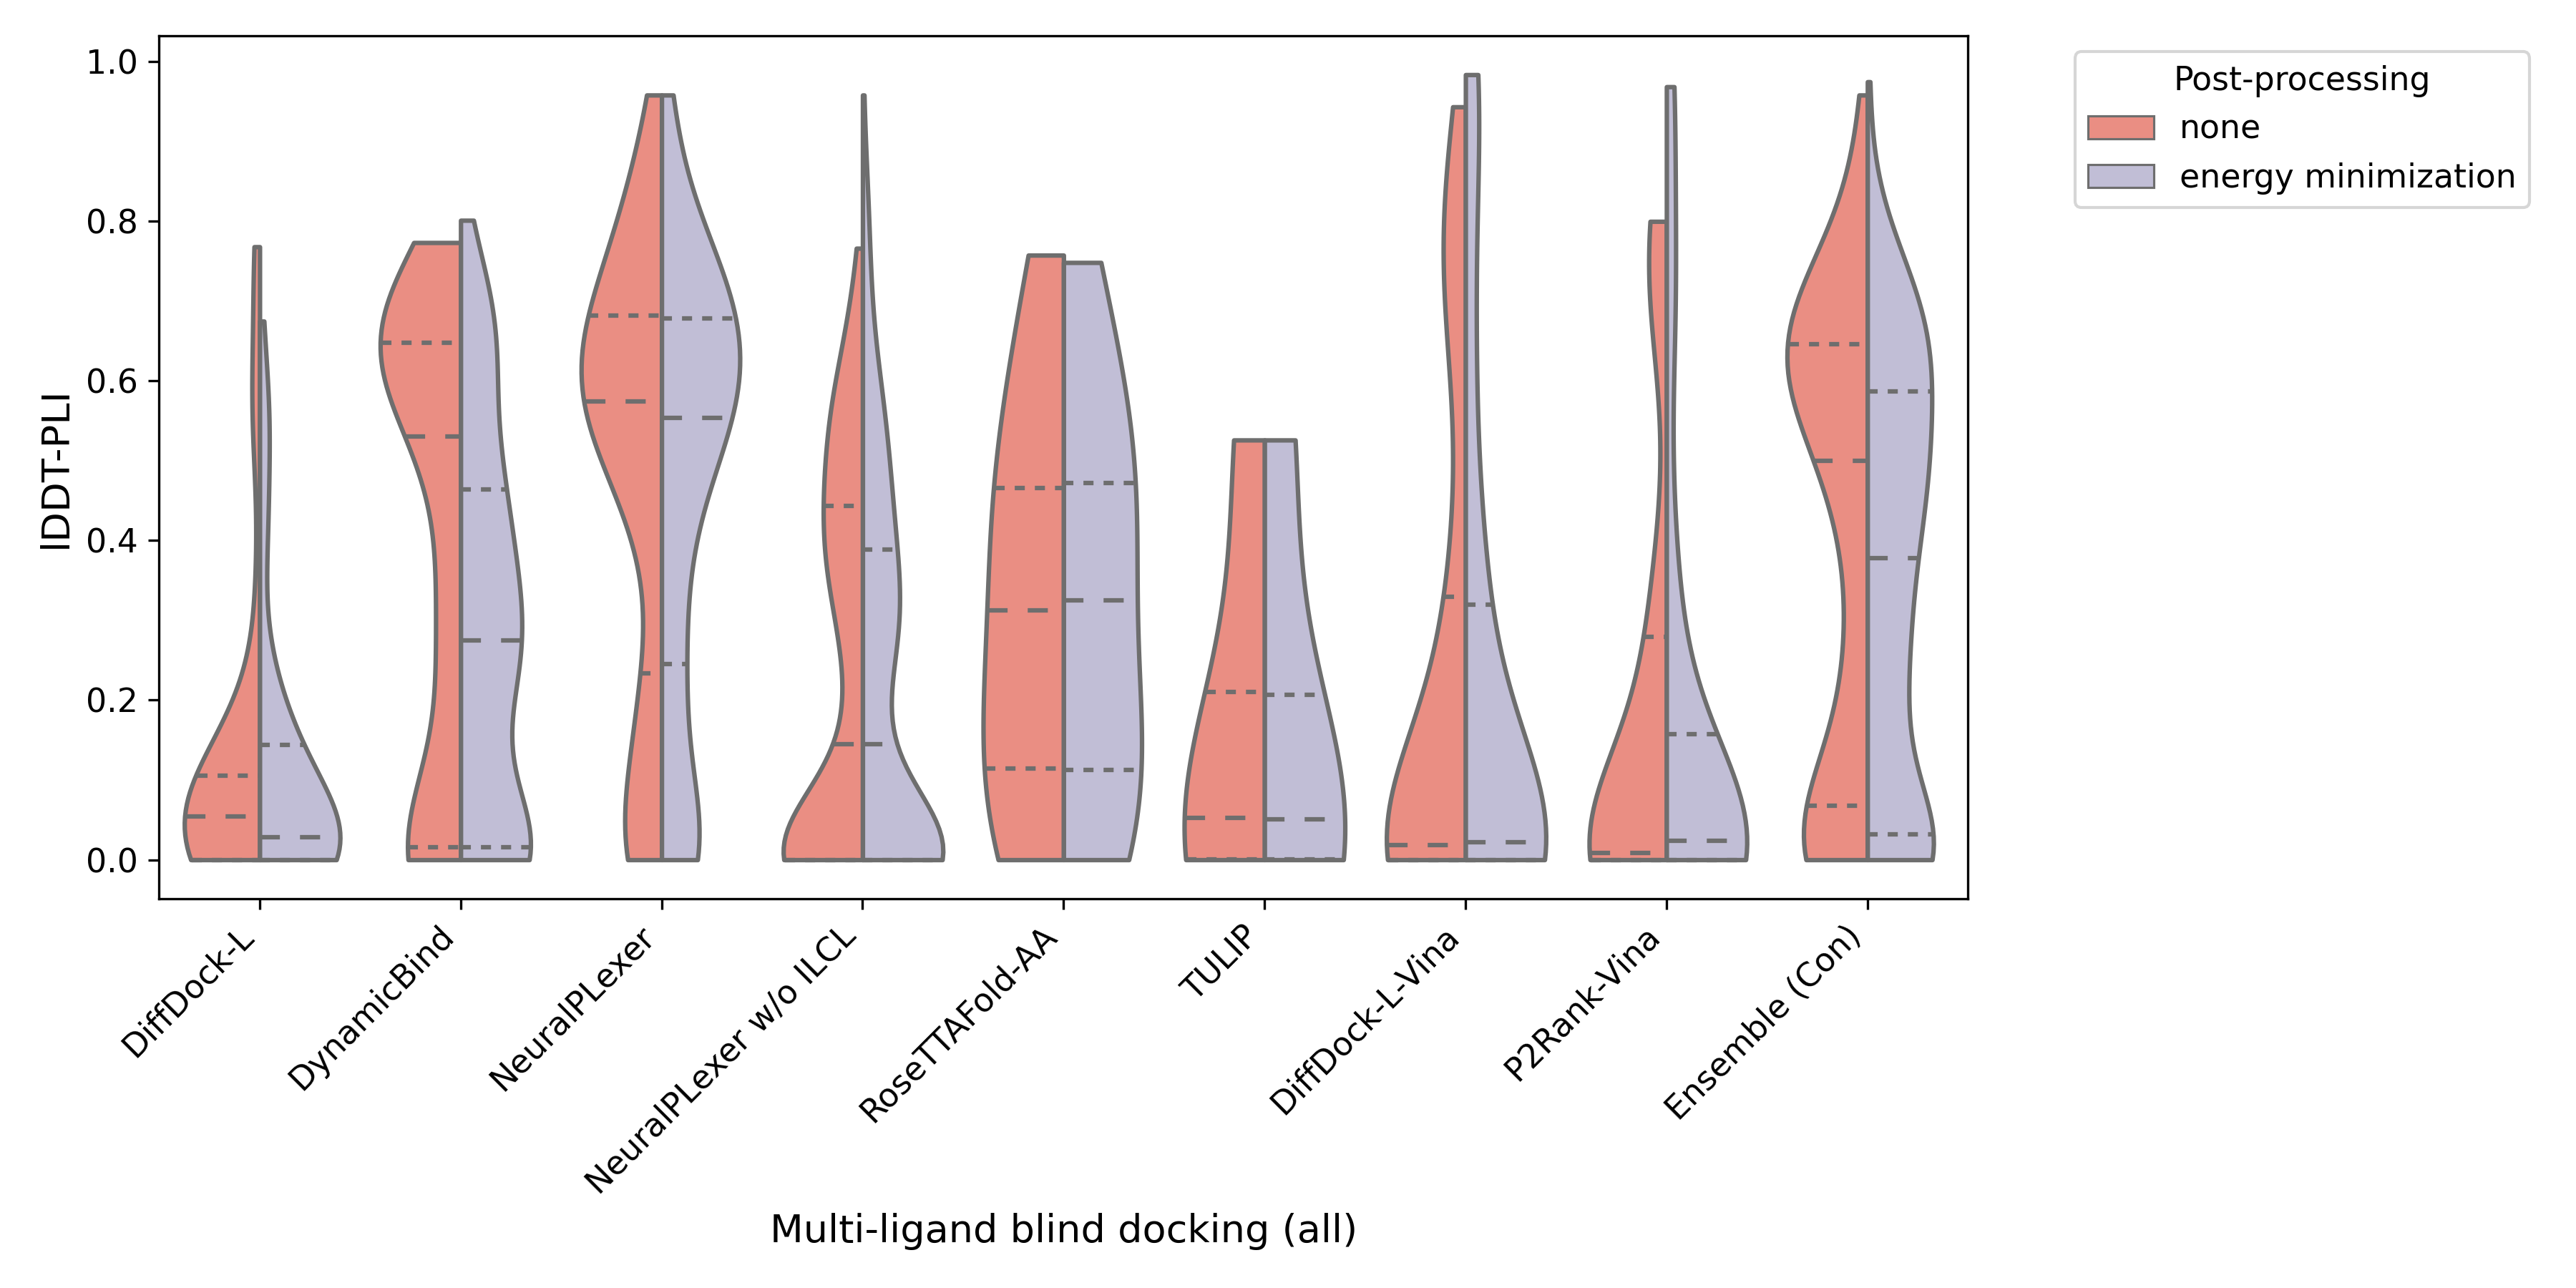 1.0
0.8
0.6
0.4
0.2
0.0
lDDT-PLI
DiffDock-L
DynamicBind
NeuralPLexer
NeuralPLexer w/o ILCL
RoseTTAFold-AA
TULIP
DiffDock-L-Vina
P2Rank-Vina
Ensemble (Con)
Multi-ligand blind docking (all)
Post-processing
none
energy minimization